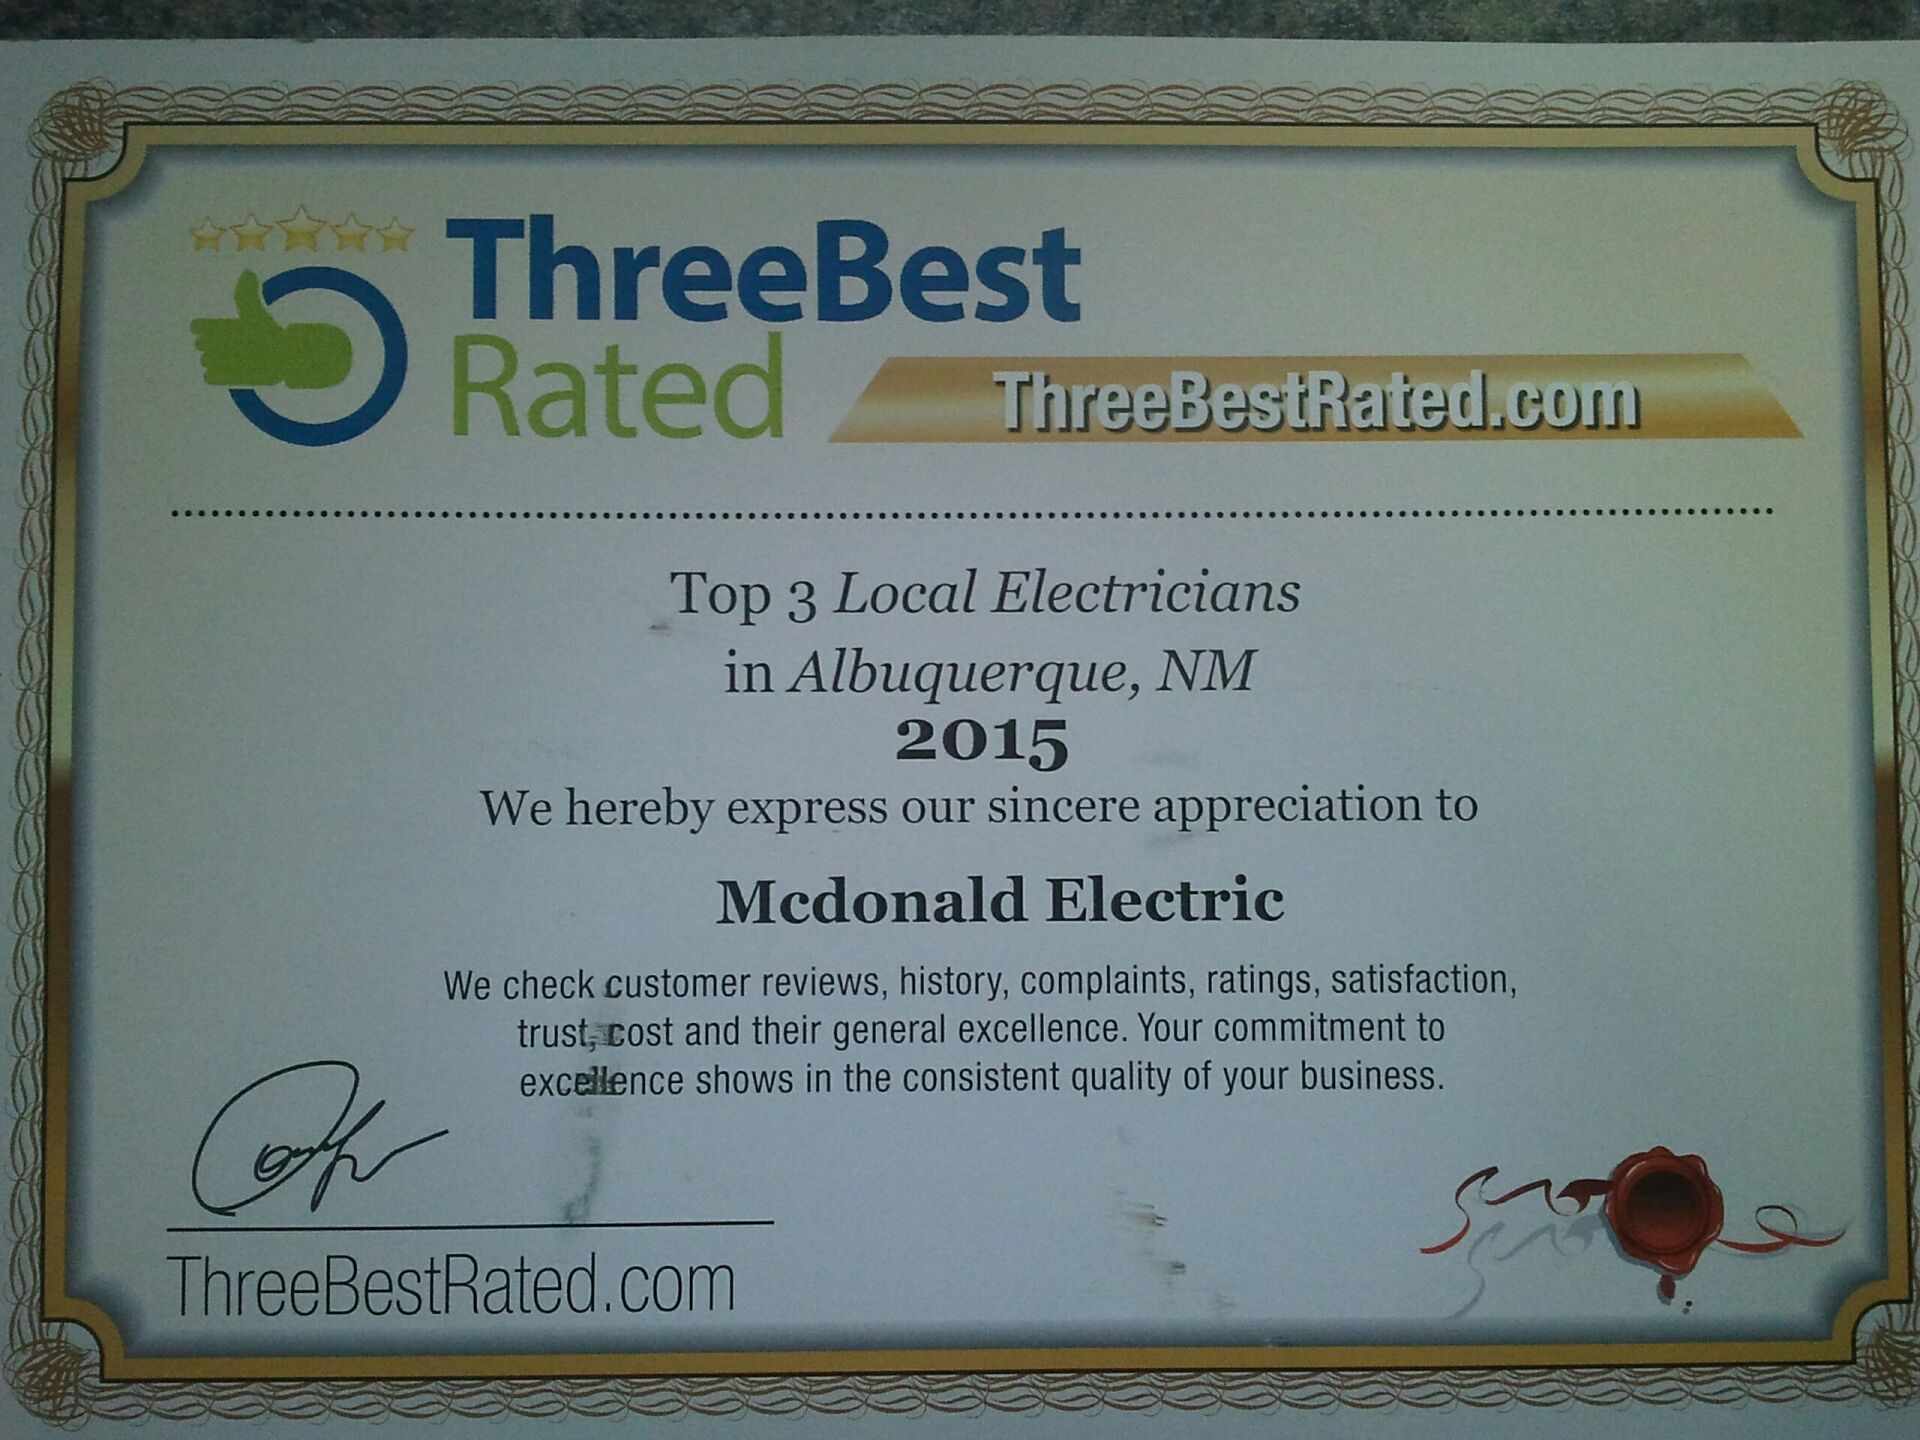 ThreeBest
Rated
ThreeBestRated.com
Top 3 Local Electricians
in Albuquerque, NM
2015
We hereby express our sincere appreciation to
Mcdonald Electric
We check customer reviews, history, complaints, ratings, satisfaction,
trust, cost and their general excellence. Your commitment to
excellence shows in the consistent quality of your business.
ThreeBestRated.com